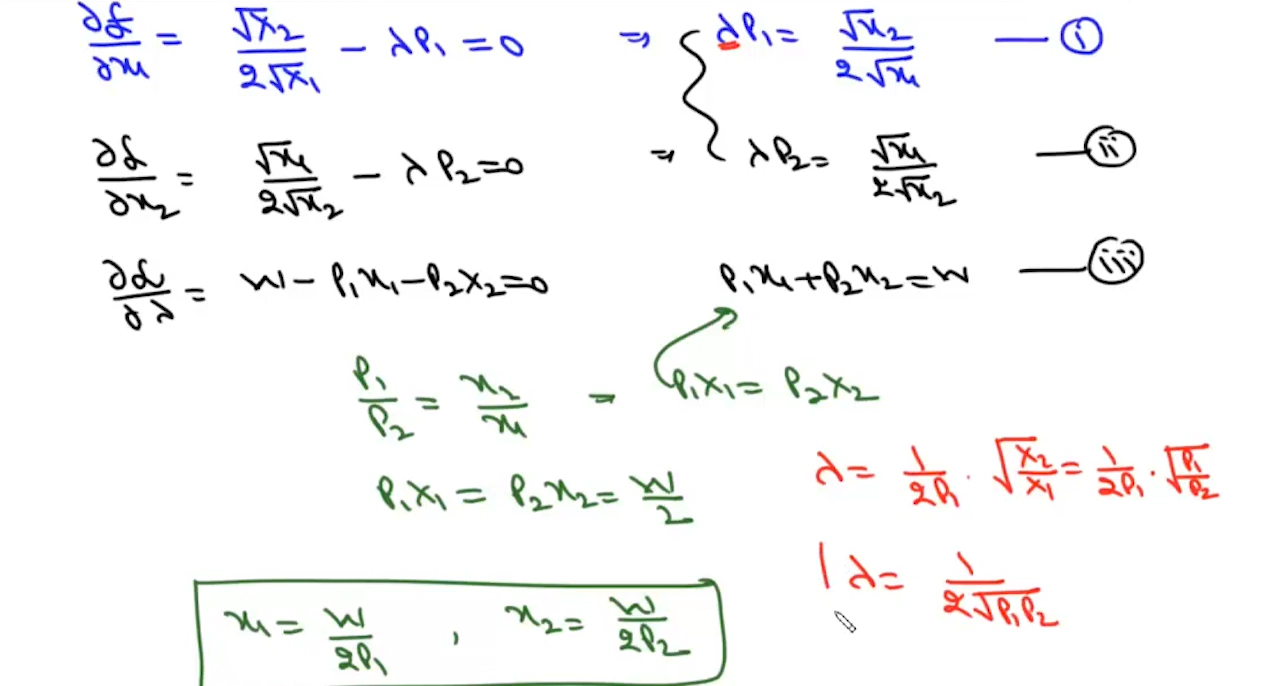 ∂ℒ/∂x₁ = √x₂/2√x₁ − λP₁ = 0 ⇒ λP₁ = √x₂/2√x₁ — (i)
∂ℒ/∂x₂ = √x₁/2√x₂ − λP₂ = 0 ⇒ λP₂ = √x₁/2√x₂ — (ii)
∂ℒ/∂λ = W − P₁x₁ − P₂x₂ = 0 P₁x₁ + P₂x₂ = W — (iii)
P₁/P₂ = x₂/x₁ = P₁x₁ = P₂x₂
λ = 1/2P₁ · √(x₂/x₁) = 1/2P₁ · √(P₁/P₂)
P₁x₁ = P₂x₂ = W/2
λ = 1/2√P₁P₂
x₁ = W/2P₁ , x₂ = W/2P₂